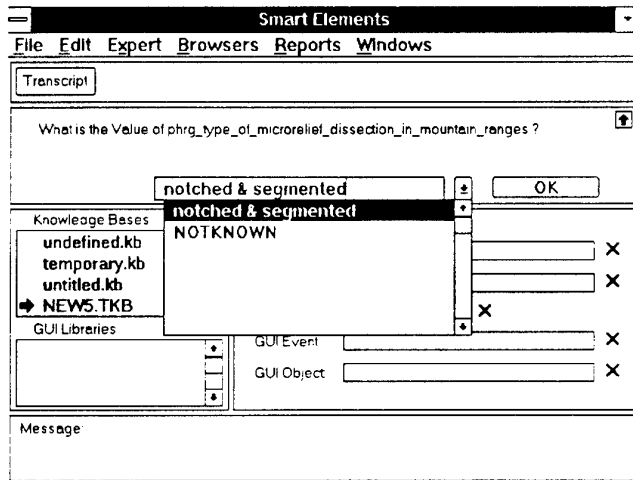 Smart Elements
File Edit Expert Browsers Reports Windows
Transcript
What is the Value of phrg_type_of_microrelief_dissection_in_mountain_ranges ?
notched & segmented
OK
notched & segmented
NOTKNOWN
Knowledge Bases
undefined.kb
temporary.kb
untitled.kb
NEW5.TKB
GUI Libraries
GUI Event
GUI Object
Message: